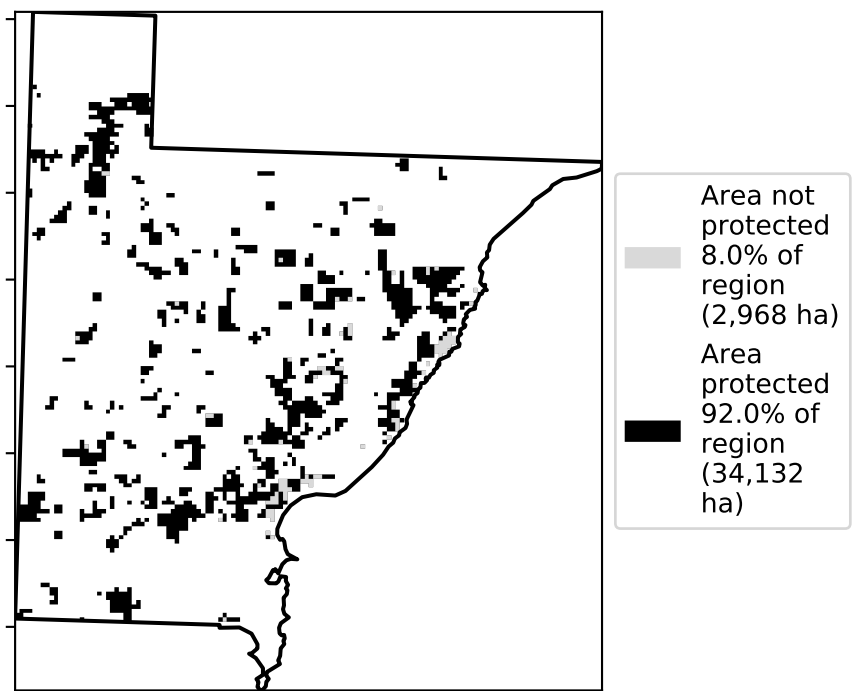 Area not
protected
8.0% of
region
(2,968 ha)
Area
protected
92.0% of
region
(34,132
ha)